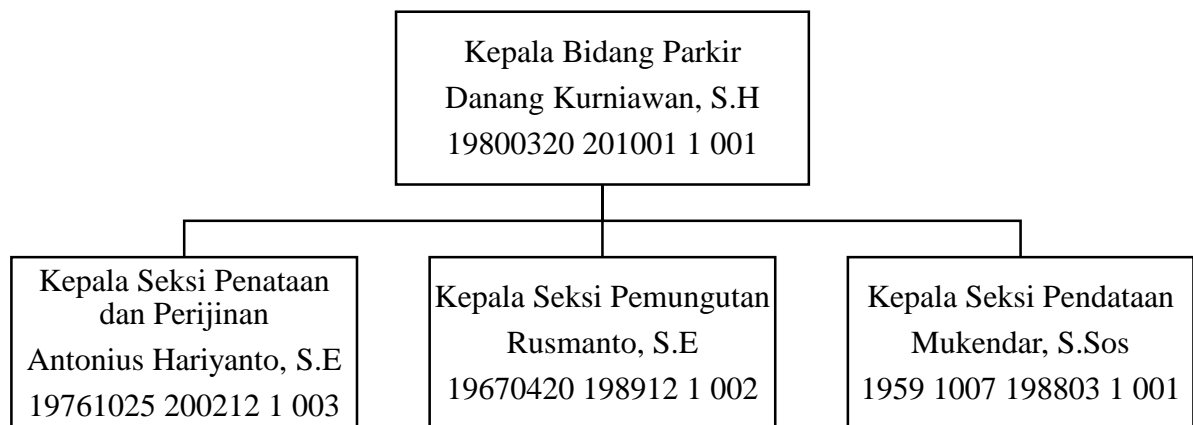 Kepala Bidang Parkir
Danang Kurniawan, S.H
19800320 201001 1 001
Kepala Seksi Penataan
dan Perijinan
Antonius Hariyanto, S.E
19761025 200212 1 003
Kepala Seksi Pemungutan
Rusmanto, S.E
19670420 198912 1 002
Kepala Seksi Pendataan
Mukendar, S.Sos
1959 1007 198803 1 001